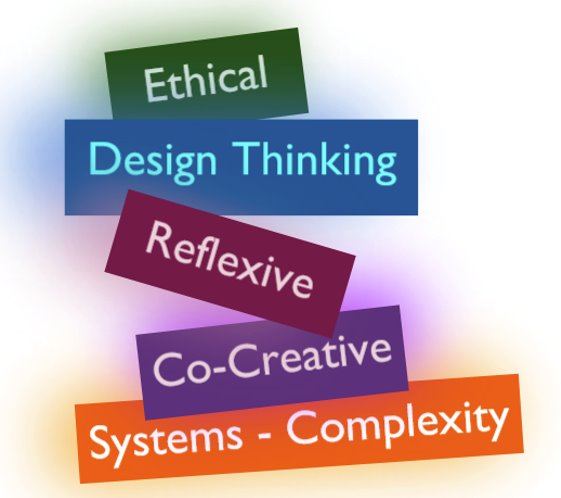 Ethical
Design Thinking
Reflexive
Co-Creative
Systems - Complexity